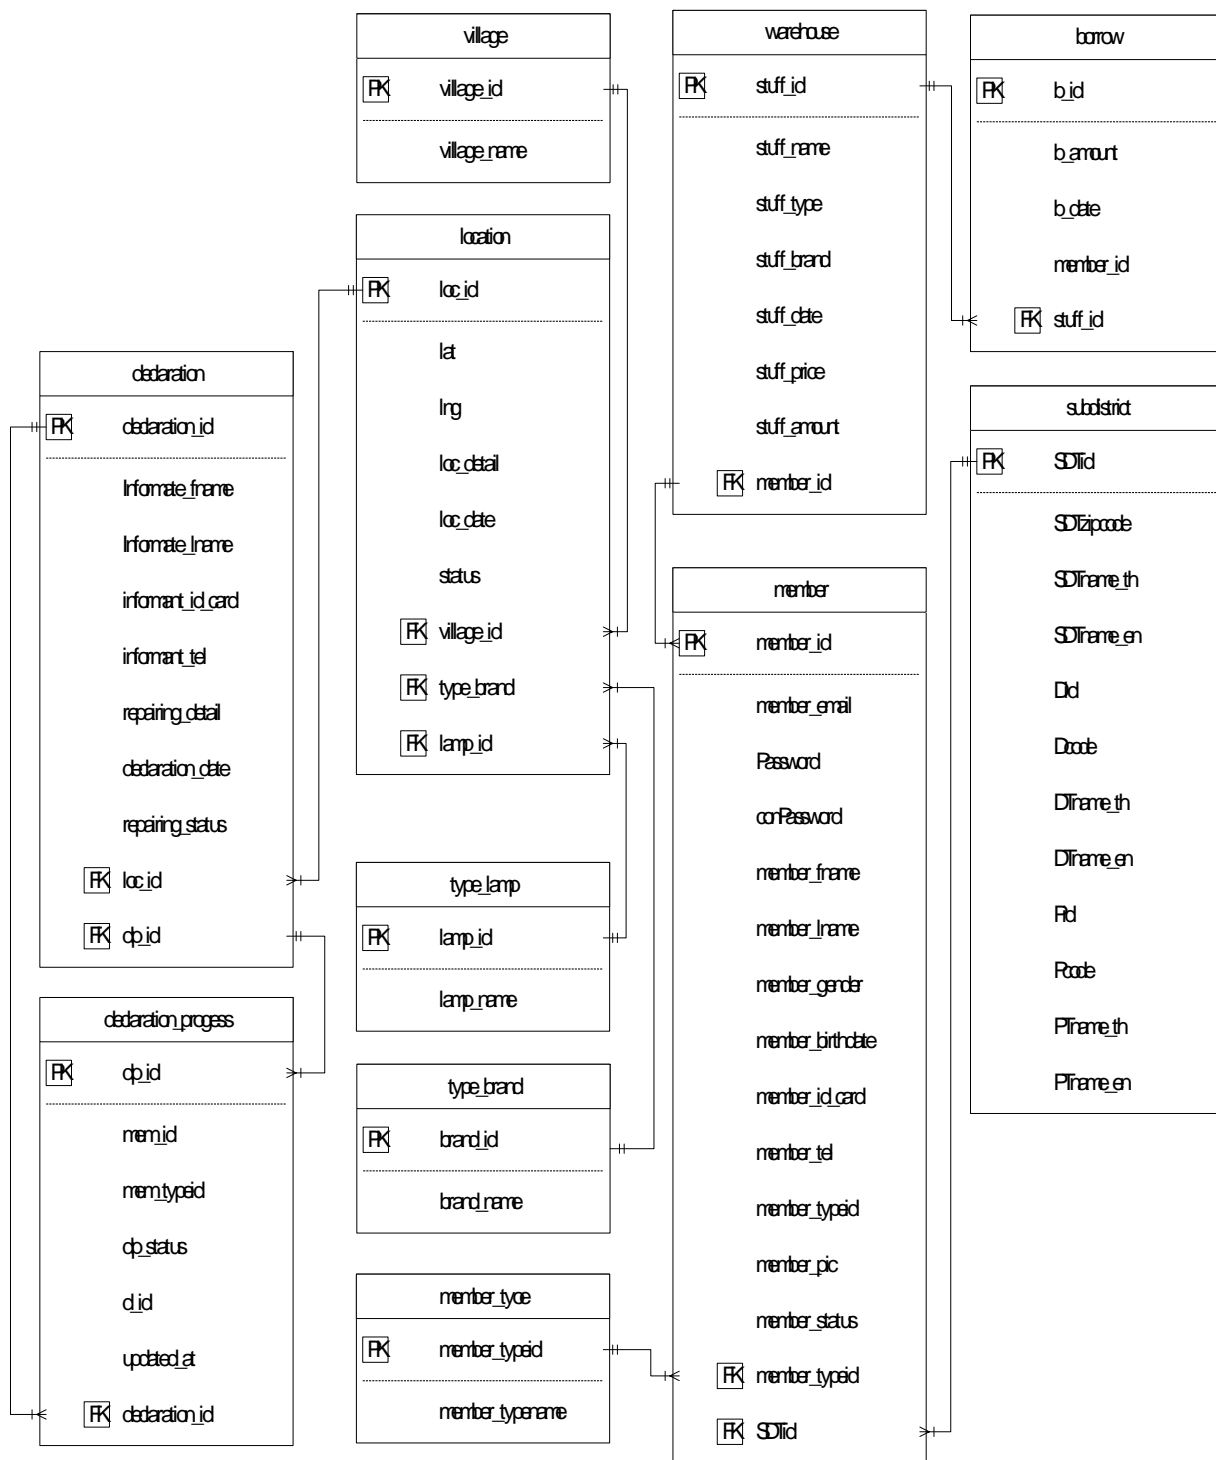 village
PK village_id
village_name
warehouse
PK stuff_id
stuff_name
stuff_type
stuff_brand
stuff_date
stuff_price
stuff_amount
FK member_id
borrow
PK b_id
b_amount
b_date
member_id
FK stuff_id
location
PK loc_id
lat
lng
loc_detail
loc_date
status
FK village_id
FK type_brand
FK lamp_id
declaration
PK declaration_id
Informate_fname
Informate_lname
informant_id_card
informant_tel
repairing_detail
declaration_date
repairing_status
FK loc_id
FK dp_id
subdistrict
PK SDTid
SDTzipcode
SDTname_th
SDTname_en
DId
Dcode
DTname_th
DTname_en
PId
Pcode
PTname_th
PTname_en
member
PK member_id
member_email
Password
conPassword
member_fname
member_lname
member_gender
member_birthdate
member_id_card
member_tel
member_typeid
member_pic
member_status
FK member_typeid
FK SDTid
type_lamp
PK lamp_id
lamp_name
declaration_progess
PK dp_id
mem_id
mem_typeid
dp_status
d_id
updated_at
FK declaration_id
type_brand
PK brand_id
brand_name
member_tyoe
PK member_typeid
member_typename